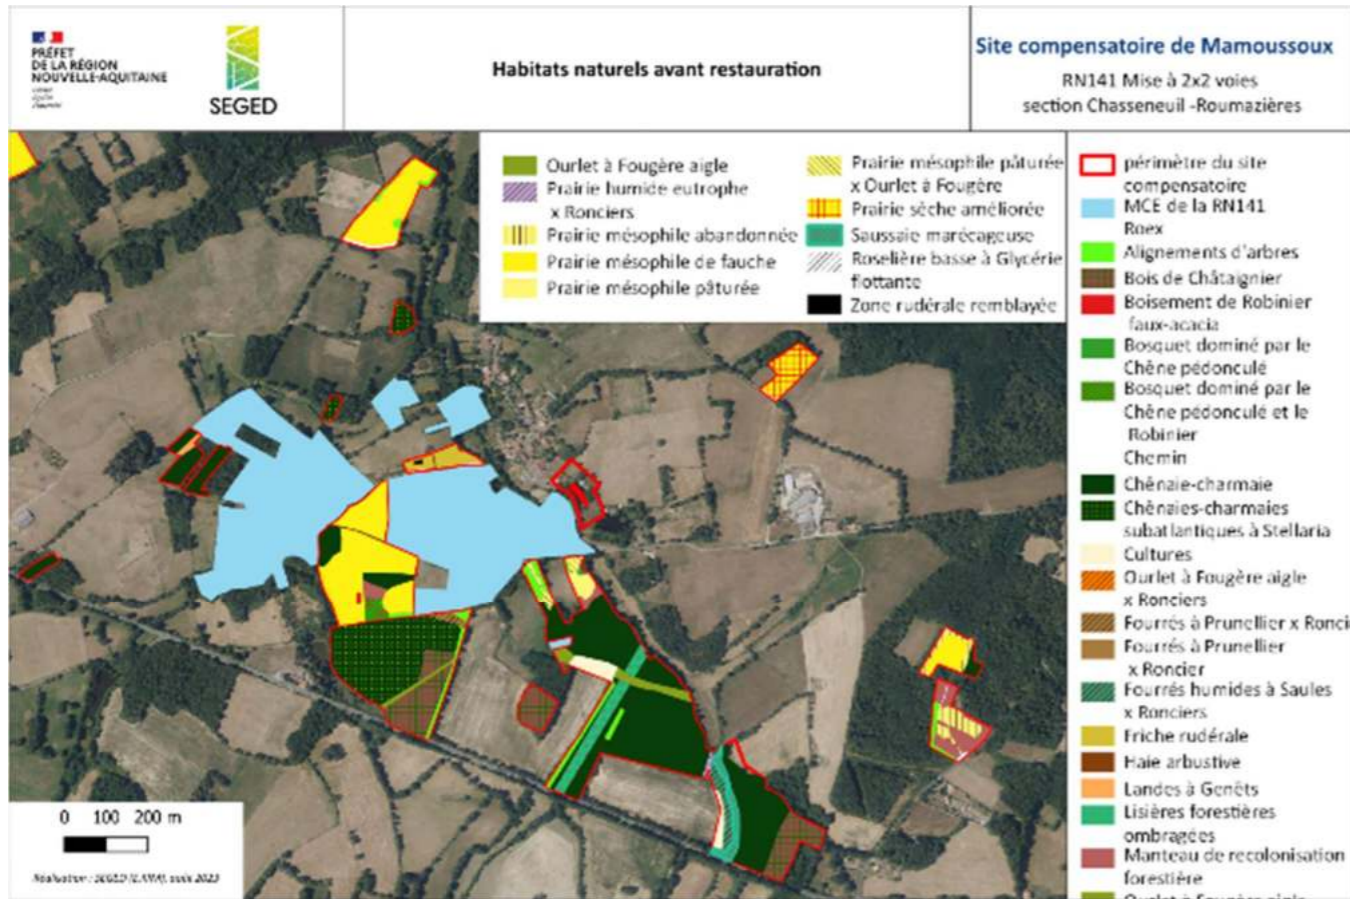 PRÉFET
DE LA RÉGION
NOUVELLE-AQUITAINE
SEGED
Habitats naturels avant restauration
Site compensatoire de Mamoussoux
RN141 Mise à 2x2 voies
section Chasseneuil -Roumazières
Ourlet à Fougère aigle
Prairie humide eutrophe
x Ronciers
Prairie mésophile abandonnée
Prairie mésophile de fauche
Prairie mésophile pâturée
Prairie mésophile pâturée
x Ourlet à Fougère
Prairie sèche améliorée
Saussaie marécageuse
Roselière basse à Glycérie
flottante
Zone rudérale remblayée
périmètre du site
compensatoire
MCE de la RN141
Roex
Alignements d'arbres
Bois de Châtaignier
Boisement de Robinier
faux-acacia
Bosquet dominé par le
Chêne pédonculé
Bosquet dominé par le
Chêne pédonculé et le
Robinier
Chemin
Chênaie-charmaie
Chênaies-charmaies
subatlantiques à Stellaria
Cultures
Ourlet à Fougère aigle
x Ronciers
Fourrés à Prunellier x Ronci
Fourrés à Prunellier
x Roncier
Fourrés humides à Saules
x Ronciers
Friche rudérale
Haie arbustive
Landes à Genêts
Lisières forestières
ombragées
Manteau de recolonisation
forestière
Ourlet à Fougère aigle
0 100 200 m
Réalisation : SEGED